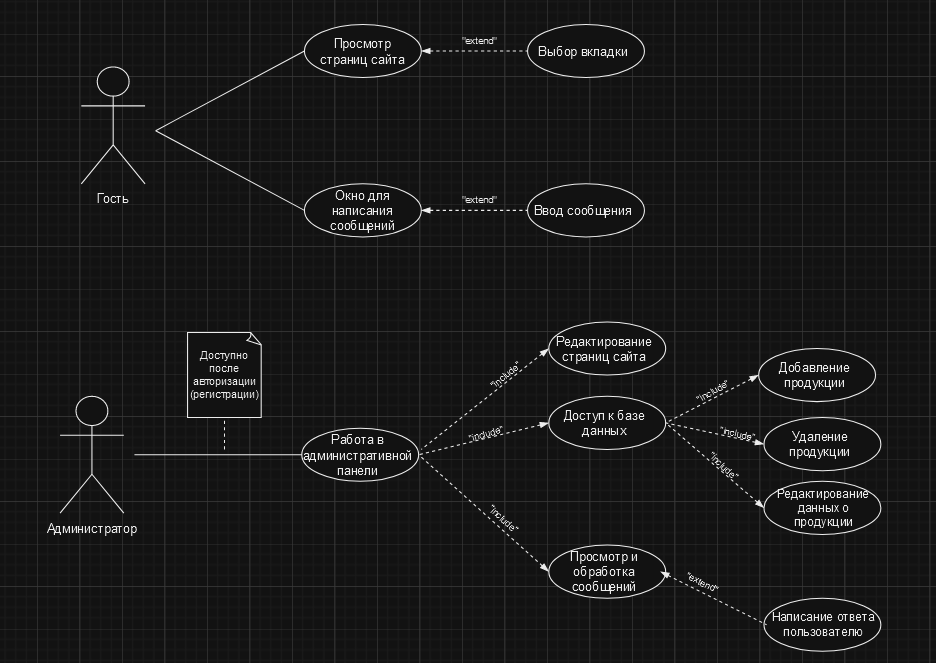 Просмотр
страниц сайта
"extend"
Выбор вкладки
Гость
Окно для
написания
сообщений
"extend"
Ввод сообщения
Доступно
после
авторизации
(регистрации)
Администратор
Работа в
административной
панели
"include"
Редактирование
страниц сайта
"include"
Доступ к базе
данных
"include"
Добавление
продукции
"include"
Удаление
продукции
"include"
Редактирование
данных о
продукции
"include"
Просмотр и
обработка
сообщений
"extend"
Написание ответа
пользователю